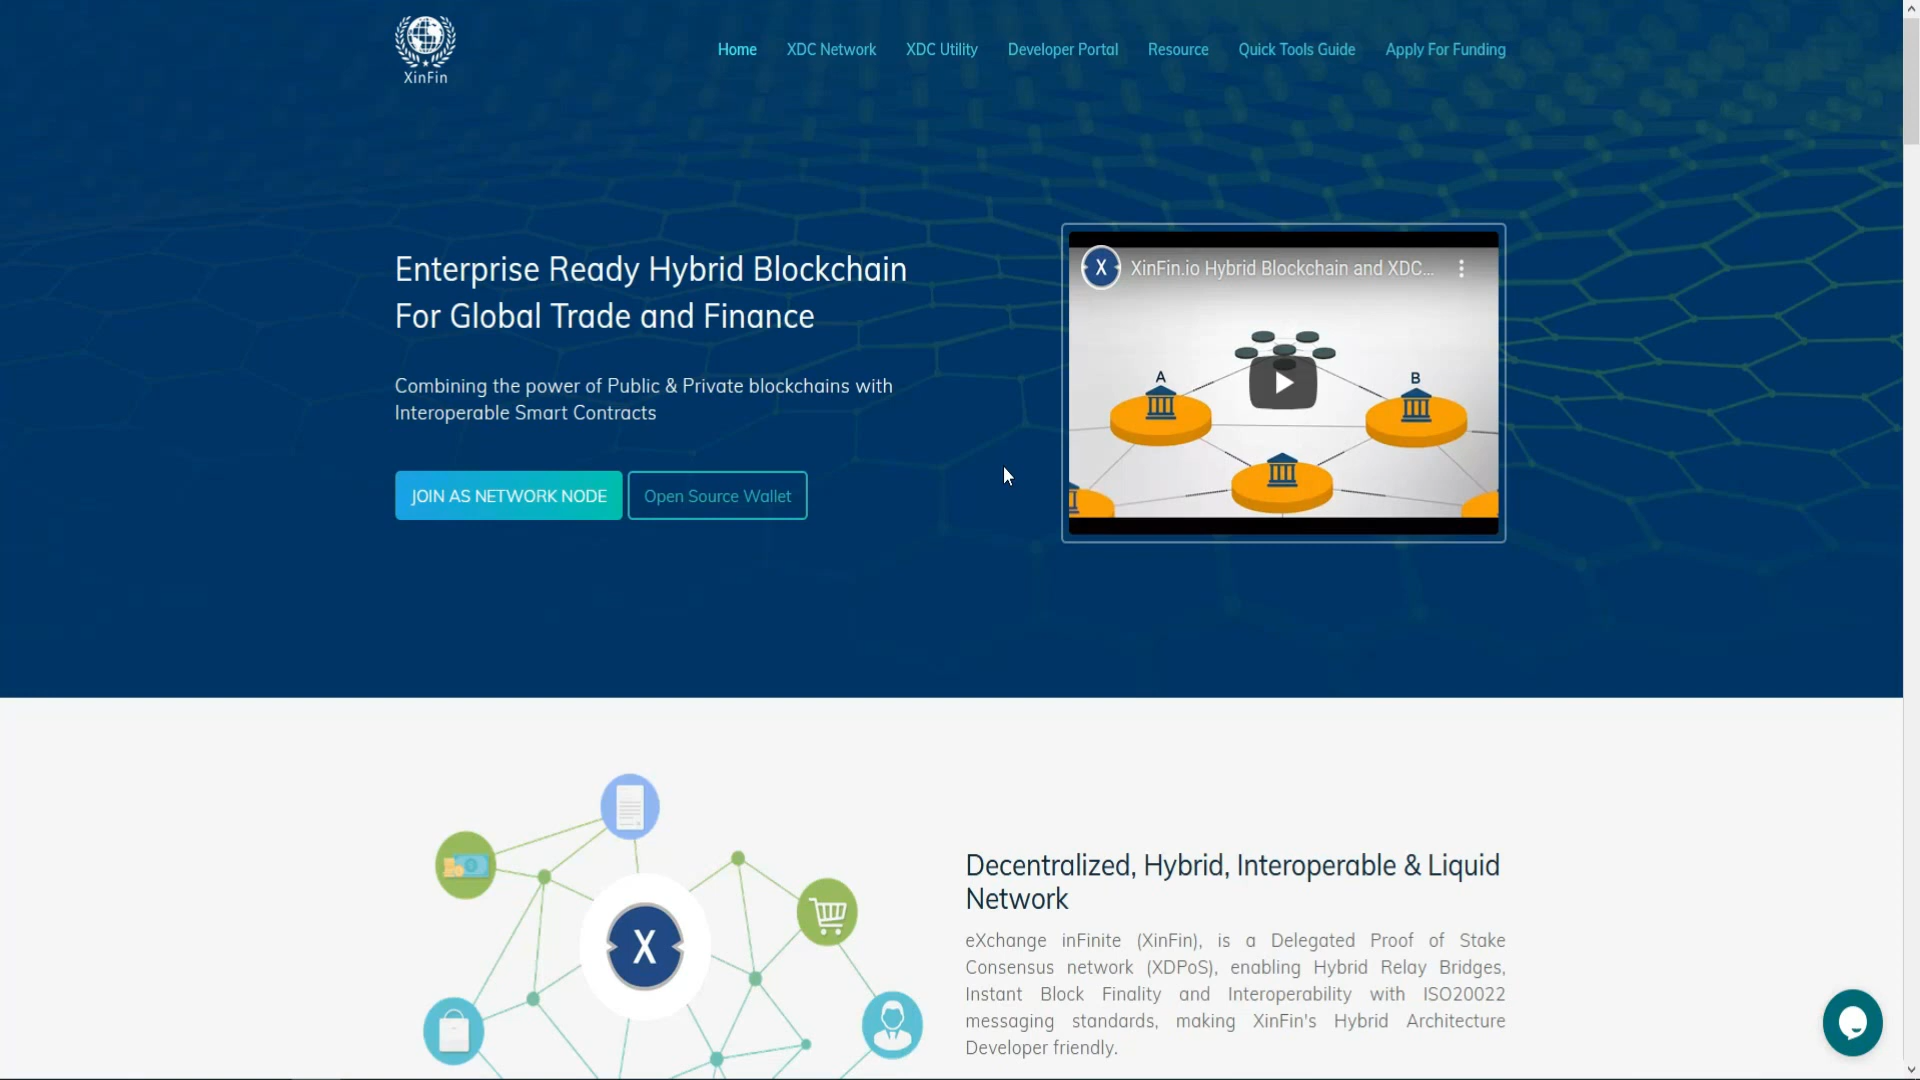 XinFin
Home XDC Network XDC Utility Developer Portal Resource Quick Tools Guide Apply For Funding
Enterprise Ready Hybrid Blockchain
For Global Trade and Finance
Combining the power of Public & Private blockchains with
Interoperable Smart Contracts
JOIN AS NETWORK NODE Open Source Wallet
X XinFin.io Hybrid Blockchain and XDC...
A
B
X
Decentralized, Hybrid, Interoperable & Liquid
Network
eXchange inFinite (XinFin), is a Delegated Proof of Stake
Consensus network (XDPoS), enabling Hybrid Relay Bridges,
Instant Block Finality and Interoperability with ISO20022
messaging standards, making XinFin's Hybrid Architecture
Developer friendly.